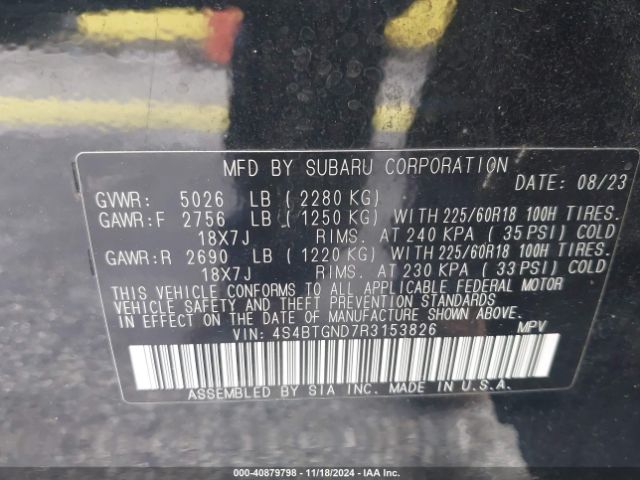 MFD BY SUBARU CORPORATION
DATE: 08/23
GVWR: 5026 LB ( 2280 KG)
GAWR:F 2756 LB ( 1250 KG) WITH 225/60R18 100H TIRES.
18X7J RIMS. AT 240 KPA ( 35 PSI) COLD
GAWR:R 2690 LB ( 1220 KG) WITH 225/60R18 100H TIRES.
18X7J RIMS. AT 230 KPA ( 33 PSI) COLD
THIS VEHICLE CONFORMS TO ALL APPLICABLE FEDERAL MOTOR
VEHICLE SAFETY AND THEFT PREVENTION STANDARDS
IN EFFECT ON THE DATE OF MANUFACTURE SHOWN ABOVE.
VIN: 4S4BTGND7R3153826 MPV
ASSEMBLED BY SIA INC. MADE IN U.S.A.
000-40879798 - 11/18/2024 - IAA Inc.